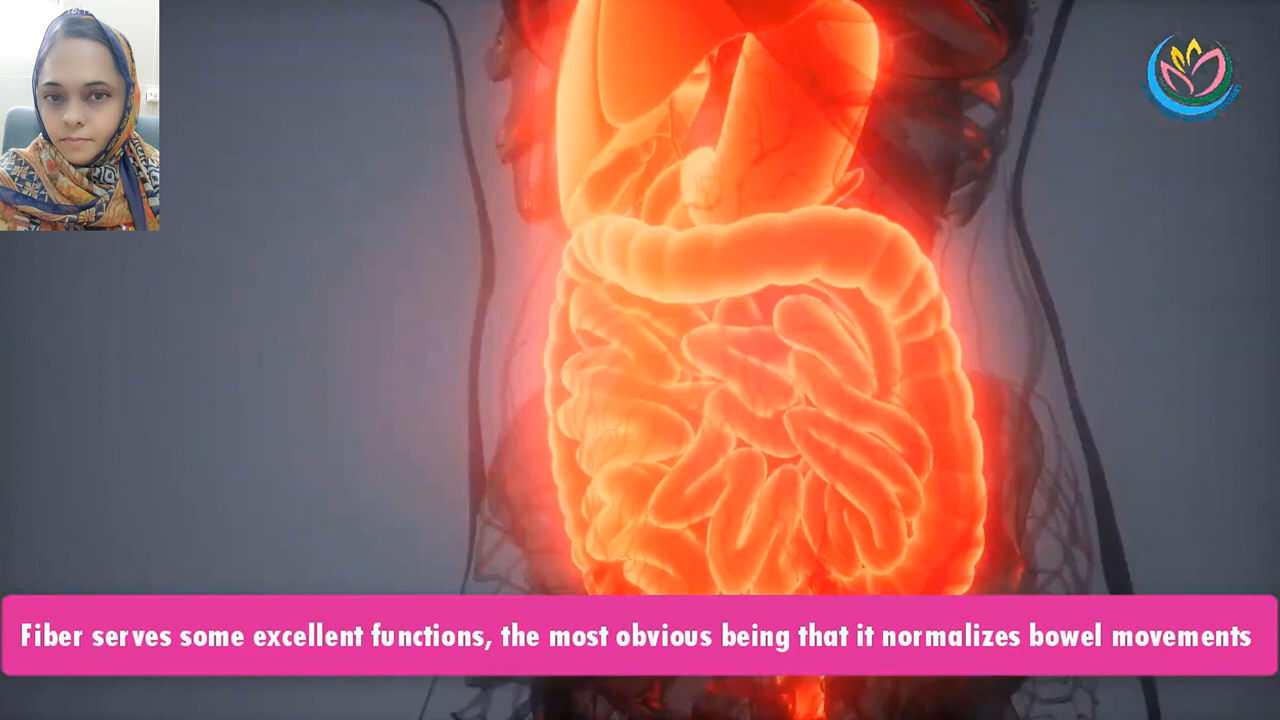 Fiber serves some excellent functions, the most obvious being that it normalizes bowel movements